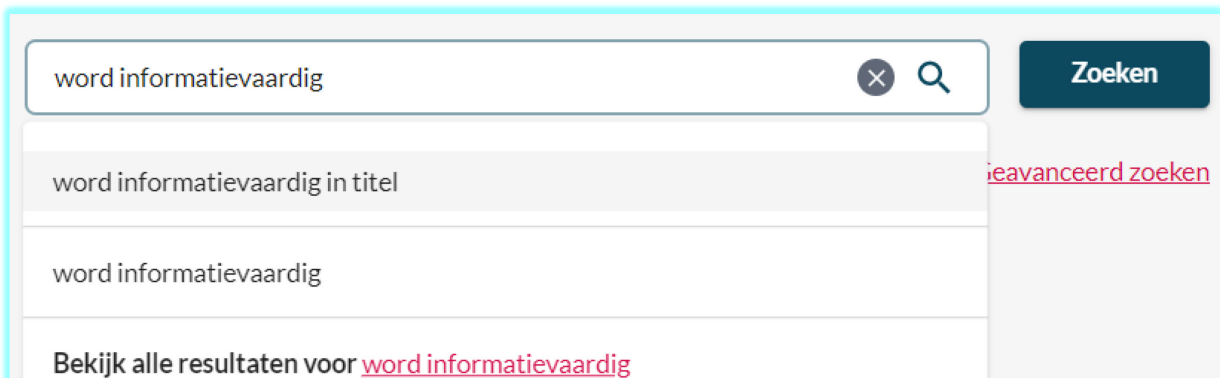 word informatievaardig
Zoeken
word informatievaardig in titel
eavanceerd zoeken
word informatievaardig
Bekijk alle resultaten voor word informatievaardig